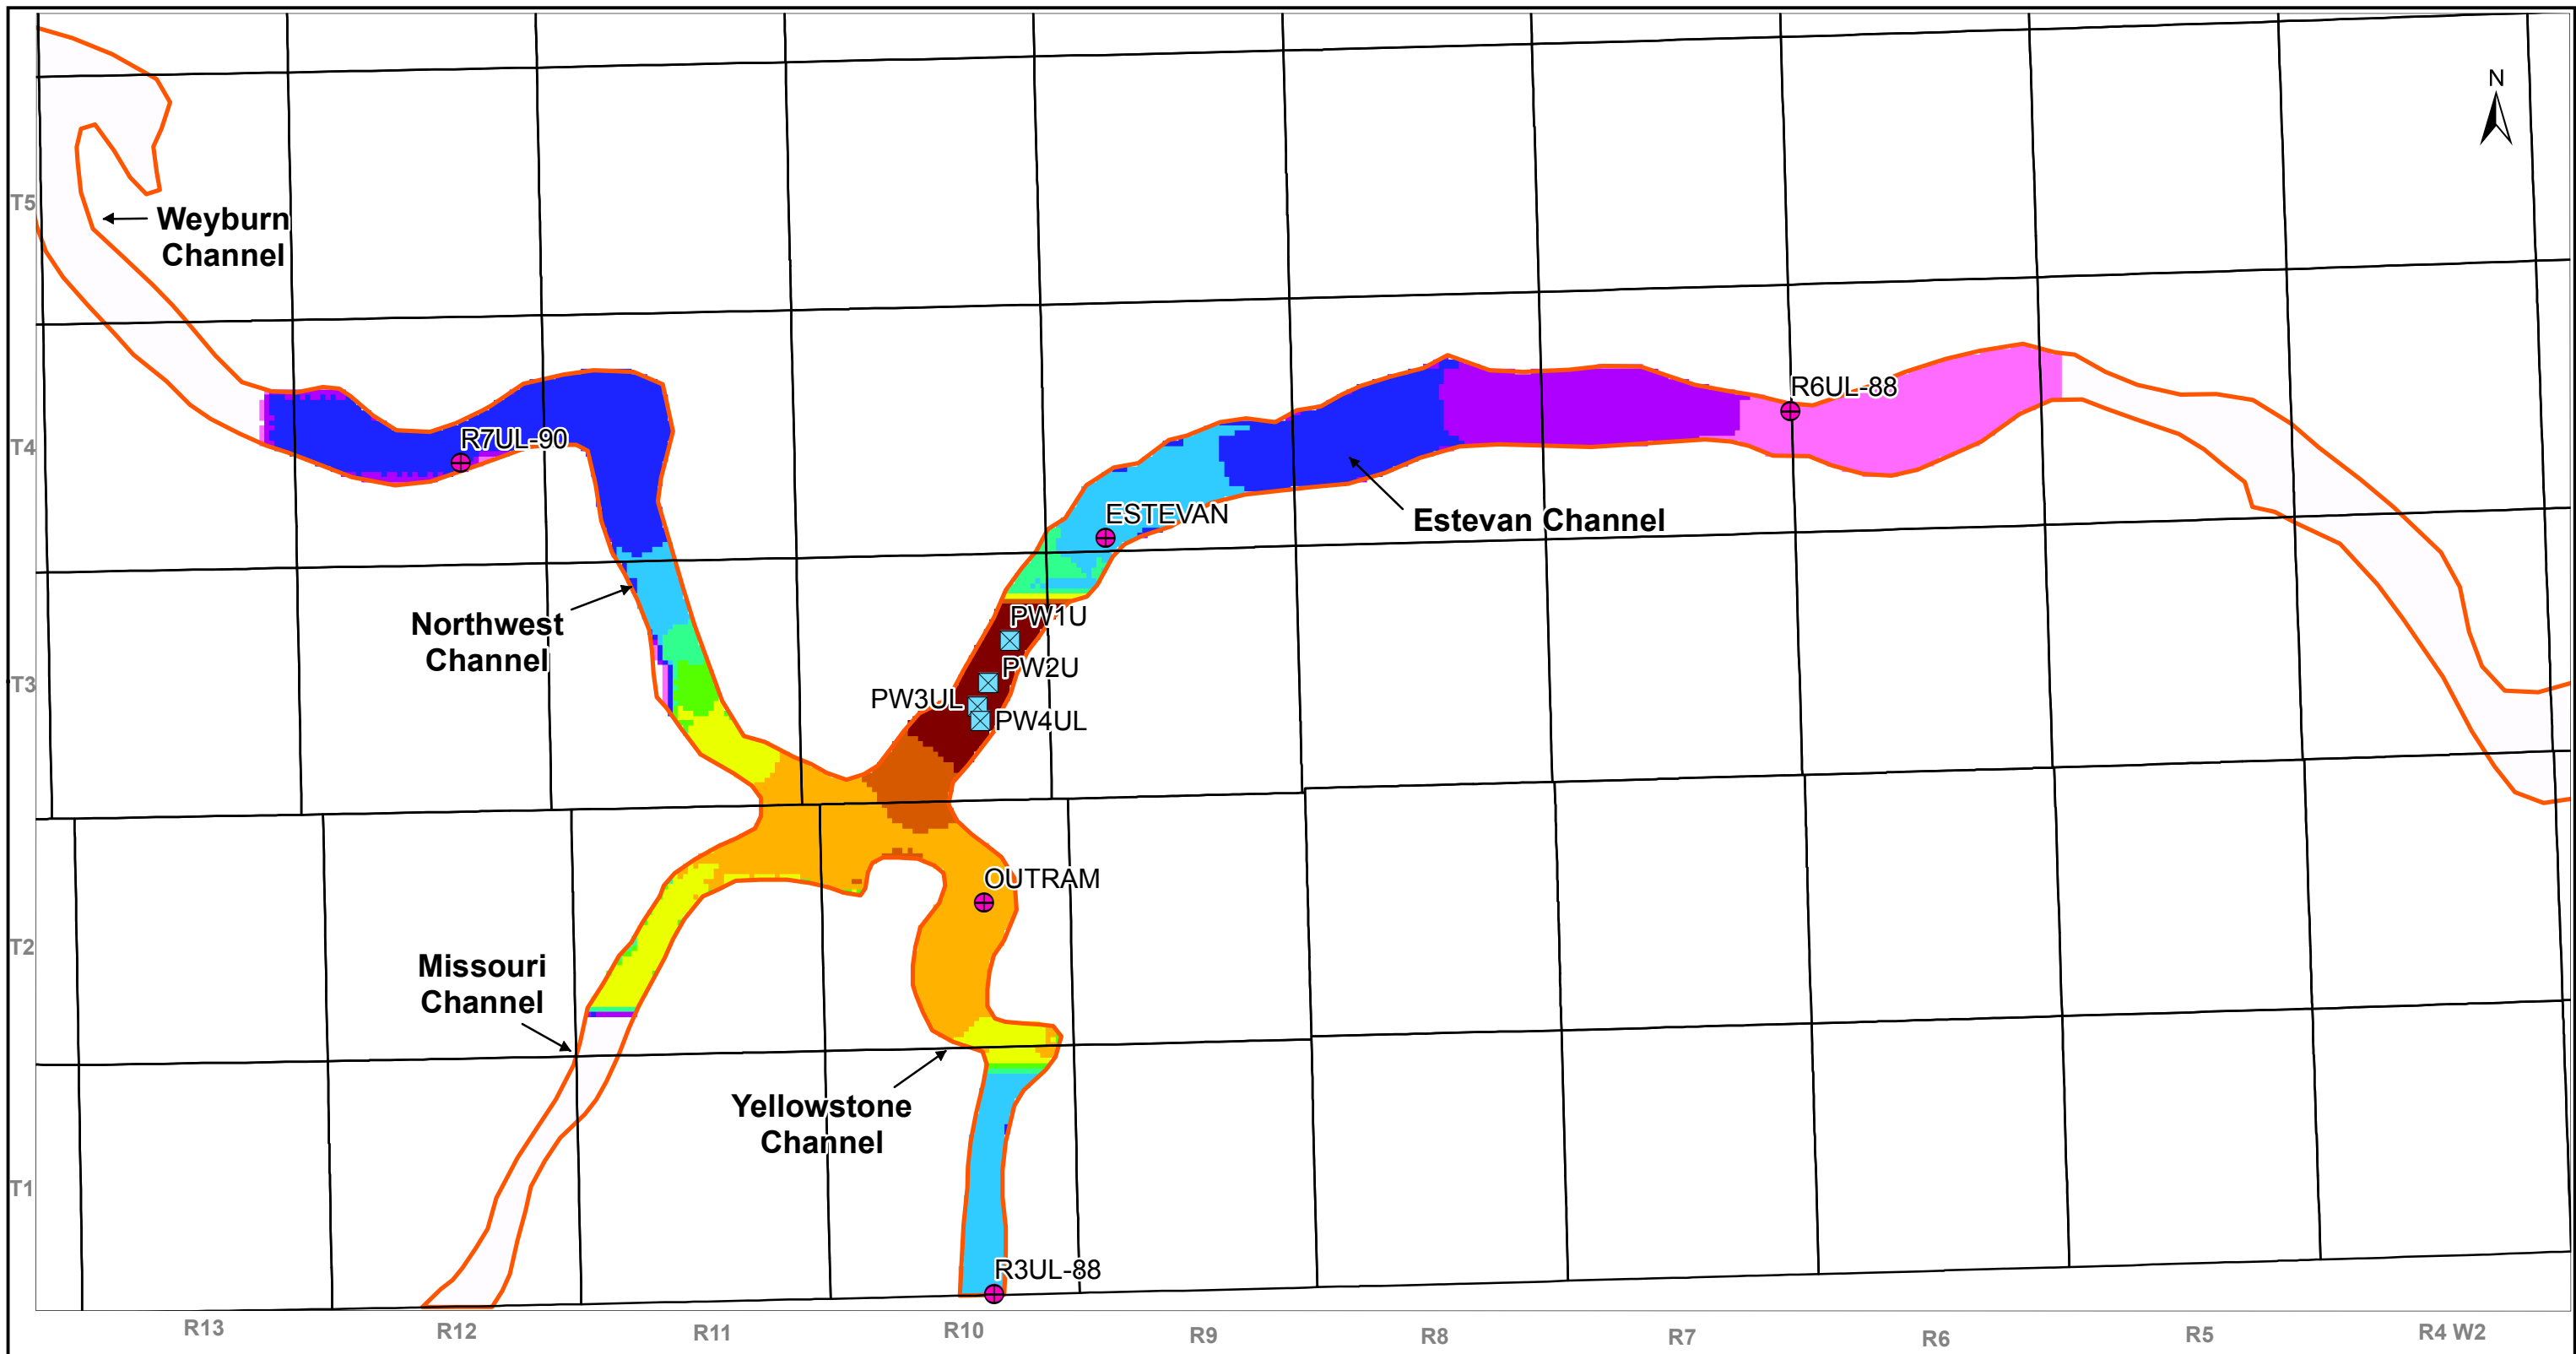 N
T5
Weyburn
Channel
R6UL-88
T4
R7UL-90
ESTEVAN
Estevan Channel
Northwest
Channel
PW1U
PW2U
T3
PW3UL
PW4UL
OUTRAM
T2
Missouri
Channel
Yellowstone
Channel
T1
R3UL-88
R13
R12
R11
R10
R9
R8
R7
R6
R5
R4 W2